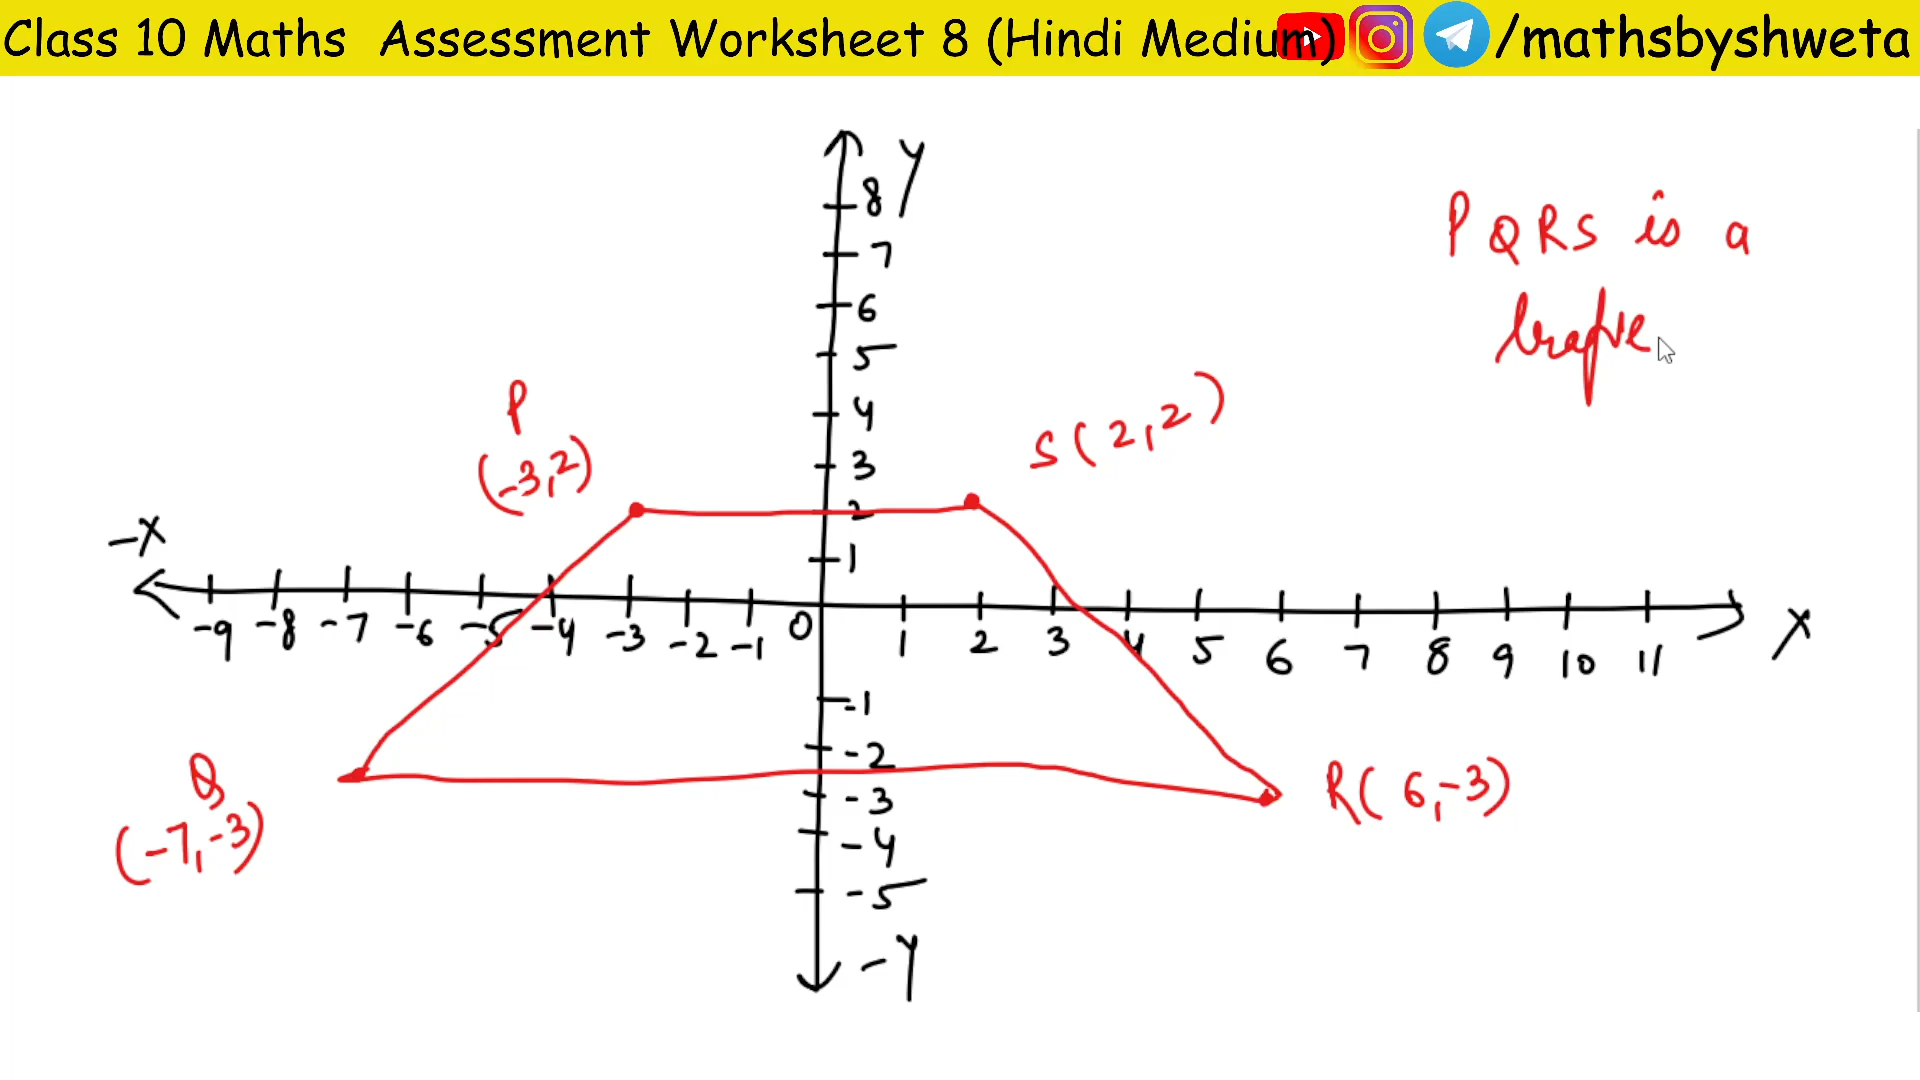 Class 10 Maths Assessment Worksheet 8 (Hindi Medium) /mathsbyshweta
Y
8
7
6
5
4
3
2
1
PQRS is a
P
(-3,2)
S(2,2)
-X
-9 -8 -7 -6 -5 -4 -3 -2 -1 0 1 2 3 4 5 6 7 8 9 10 11
X
-1
-2
-3
-4
-5
-Y
Q
(-7,-3)
R(6,-3)